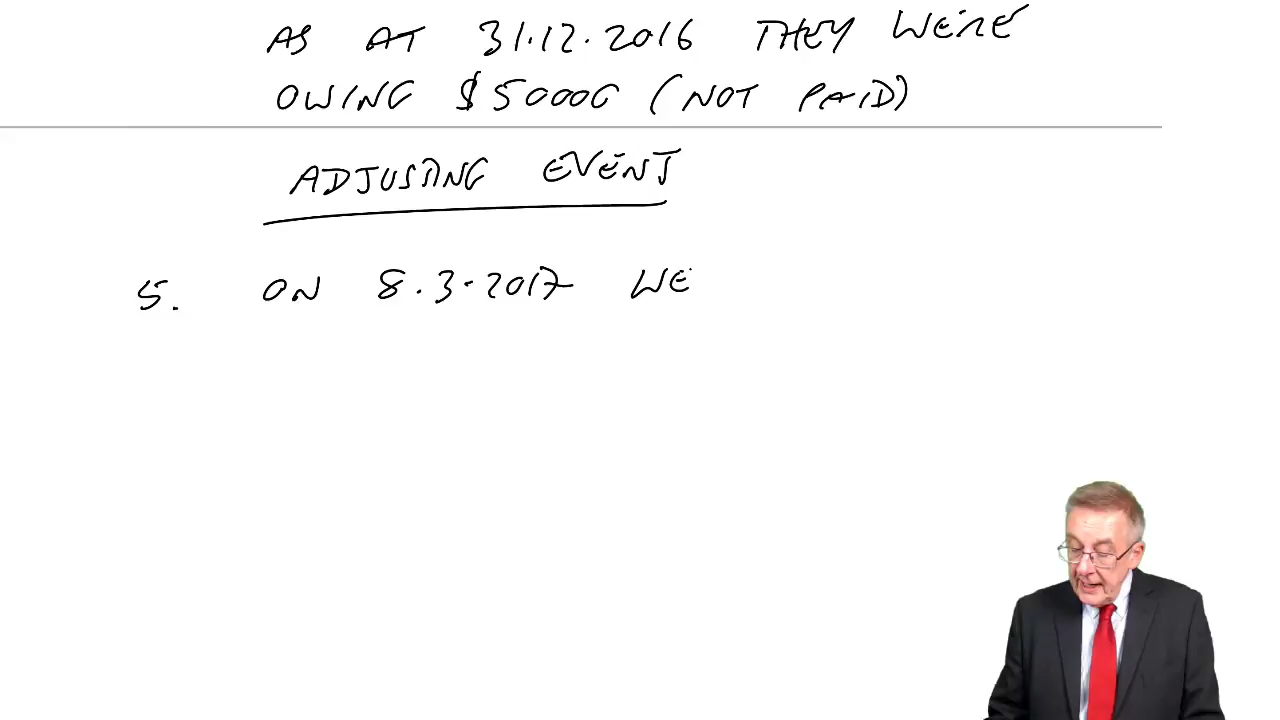 AS AT 31.12.2016 THEY WERE
OWING $50000 (NOT PAID)
ADJUSTING EVENT
5. ON 8.3.2017 WE